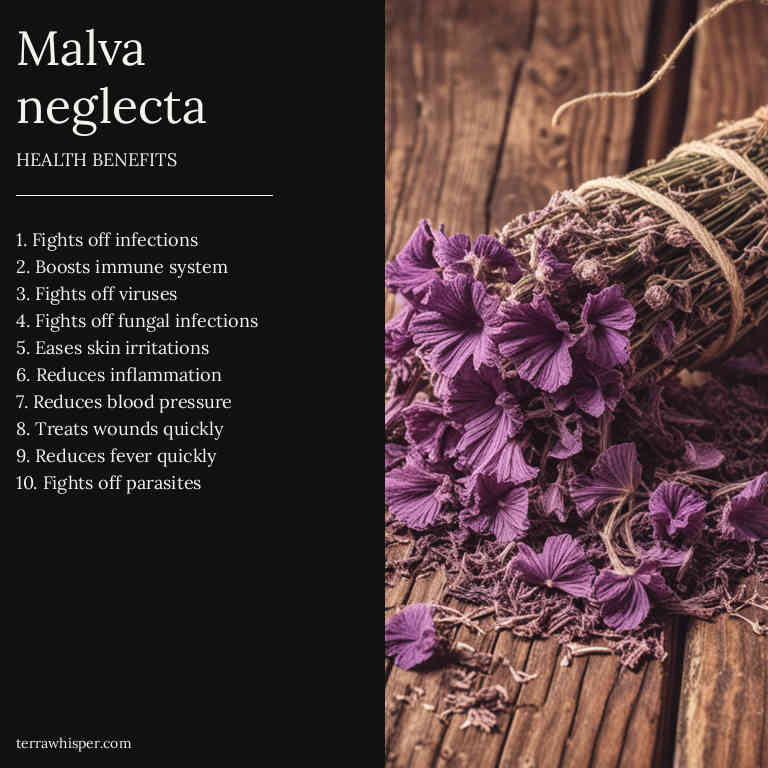 Malva
neglecta
HEALTH BENEFITS
1. Fights off infections
2. Boosts immune system
3. Fights off viruses
4. Fights off fungal infections
5. Eases skin irritations
6. Reduces inflammation
7. Reduces blood pressure
8. Treats wounds quickly
9. Reduces fever quickly
10. Fights off parasites
terrawhisper.com